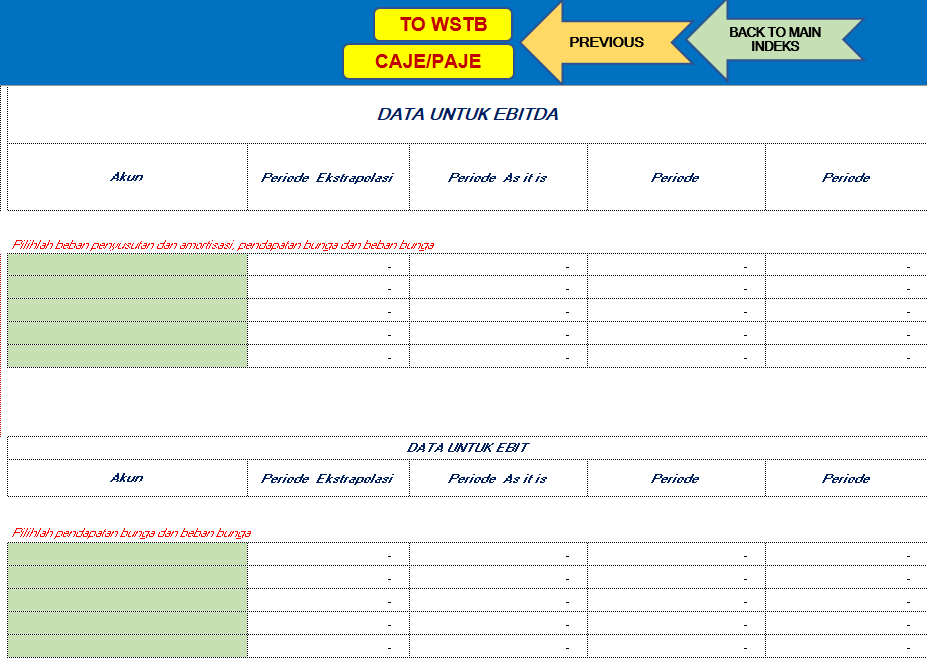 TO WSTB
CAJE/PAJE
PREVIOUS
BACK TO MAIN
INDEKS
DATA UNTUK EBITDA
Akun Periode Ekstrapolasi Periode As it is Periode Periode
Pilihlah beban penyusutan dan amortisasi, pendapatan bunga dan beban bunga
- - - -
- - - -
- - - -
- - - -
- - - -
DATA UNTUK EBIT
Akun Periode Ekstrapolasi Periode As it is Periode Periode
Pilihlah pendapatan bunga dan beban bunga
- - - -
- - - -
- - - -
- - - -
- - - -